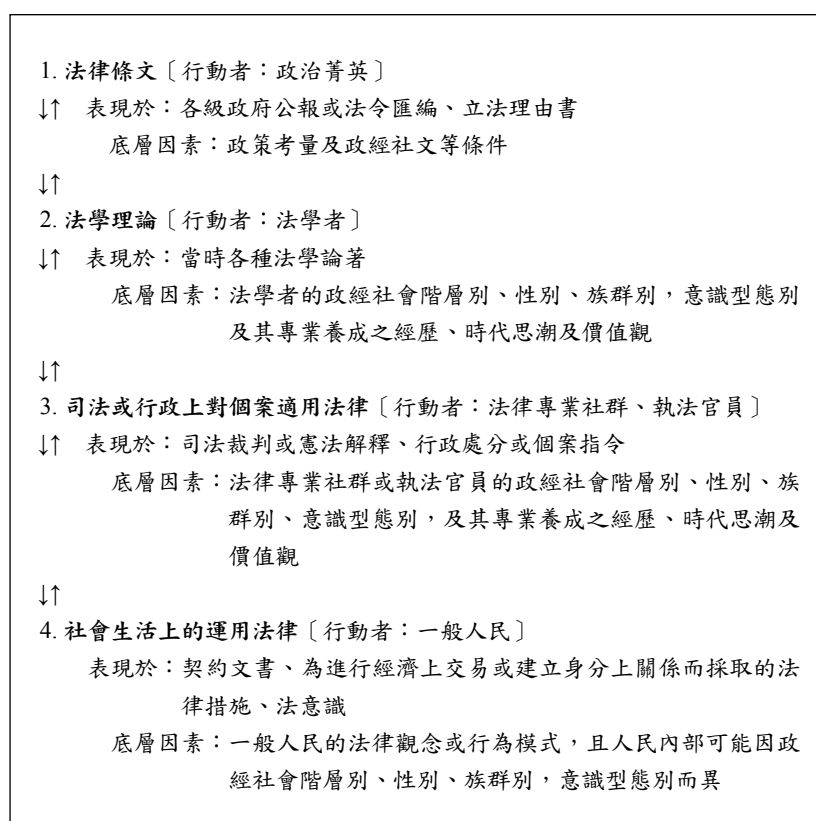 1. 法律條文〔行動者：政治菁英〕
↓↑ 表現於：各級政府公報或法令匯編、立法理由書
底層因素：政策考量及政經社文等條件
↓↑
2. 法學理論〔行動者：法學者〕
↓↑ 表現於：當時各種法學論著
底層因素：法學者的政經社會階層別、性別、族群別，意識型態別
及其專業養成之經歷、時代思潮及價值觀
↓↑
3. 司法或行政上對個案適用法律〔行動者：法律專業社群、執法官員〕
↓↑ 表現於：司法裁判或憲法解釋、行政處分或個案指令
底層因素：法律專業社群或執法官員的政經社會階層別、性別、族
群別、意識型態別，及其專業養成之經歷、時代思潮及
價值觀
↓↑
4. 社會生活上的運用法律〔行動者：一般人民〕
表現於：契約文書、為進行經濟上交易或建立身分上關係而採取的法
律措施、法意識
底層因素：一般人民的法律觀念或行為模式，且人民內部可能因政
經社會階層別、性別、族群別，意識型態別而異